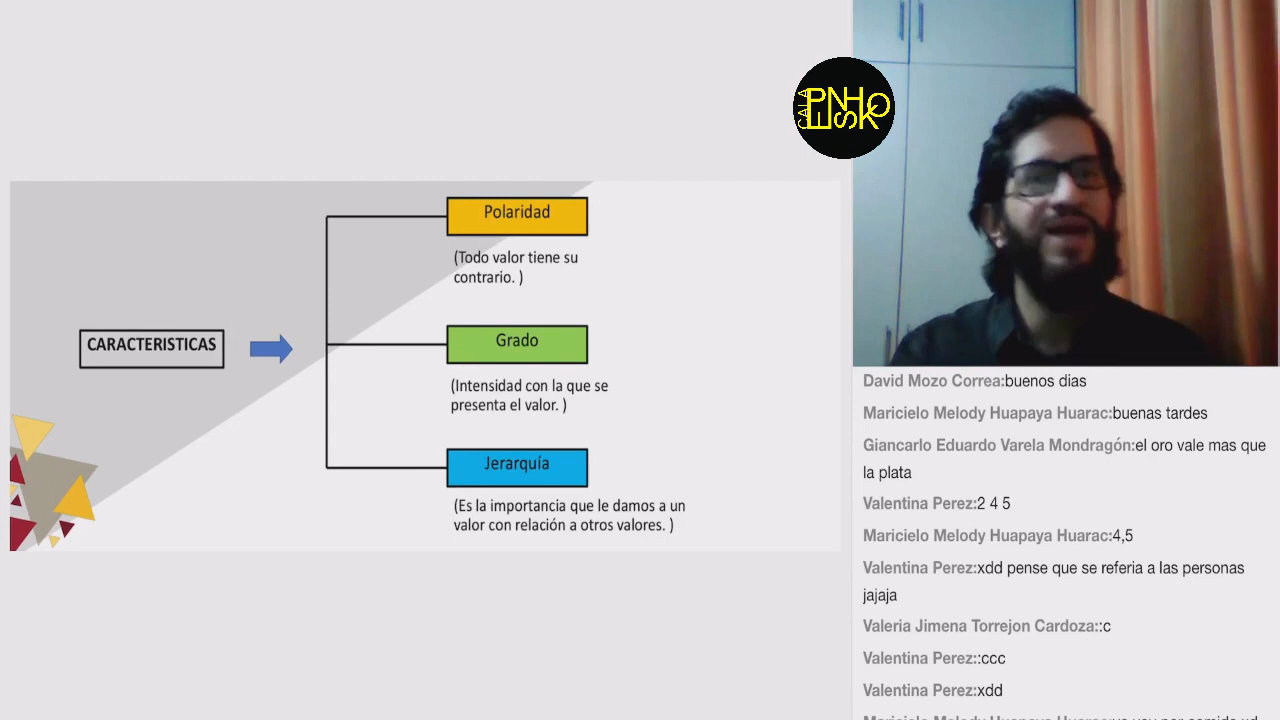 CALA
PENSHKO
CARACTERISTICAS
Polaridad
(Todo valor tiene su
contrario. )
Grado
(Intensidad con la que se
presenta el valor. )
Jerarquía
(Es la importancia que le damos a un
valor con relación a otros valores. )
David Mozo Correa:buenos dias
Maricielo Melody Huapaya Huarac:buenas tardes
Giancarlo Eduardo Varela Mondragón:el oro vale mas que
la plata
Valentina Perez:2 4 5
Maricielo Melody Huapaya Huarac:4,5
Valentina Perez:xdd pense que se referia a las personas
jajaja
Valeria Jimena Torrejon Cardoza::c
Valentina Perez::ccc
Valentina Perez:xdd